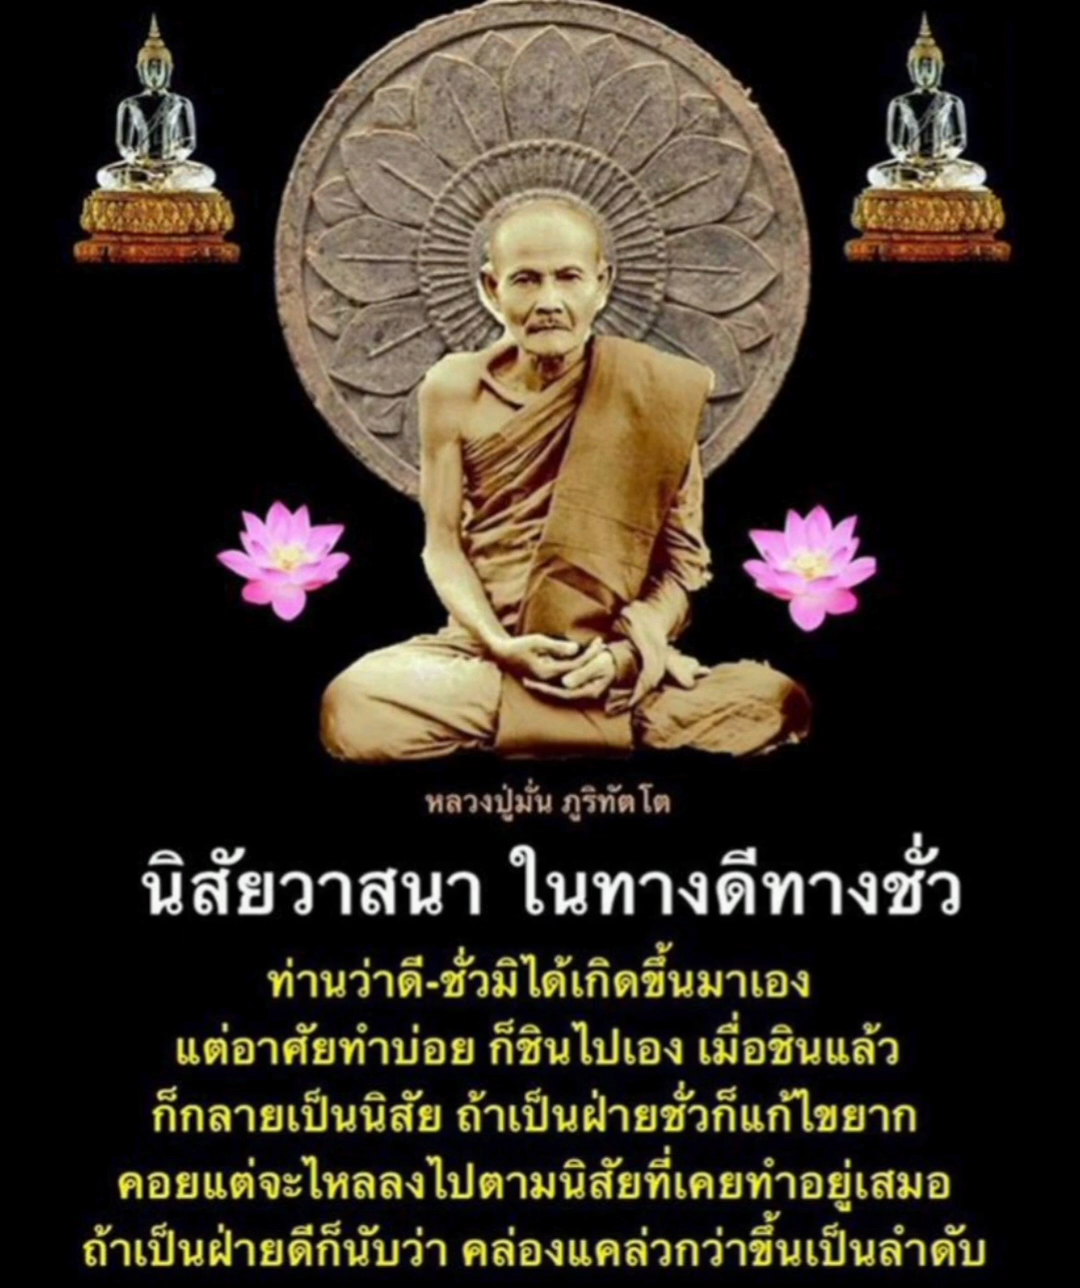 หลวงปู่มั่น ภูริทัตโต
นิสัยวาสนา ในทางดีทางชั่ว
ท่านว่าดี-ชั่วมิได้เกิดขึ้นมาเอง
แต่อาศัยทำบ่อย ก็ชินไปเอง เมื่อชินแล้ว
ก็กลายเป็นนิสัย ถ้าเป็นฝ่ายชั่วก็แก้ไขยาก
คอยแต่จะไหลลงไปตามนิสัยที่เคยทำอยู่เสมอ
ถ้าเป็นฝ่ายดีก็นับว่า คล่องแคล่วกว่าขึ้นเป็นลำดับ